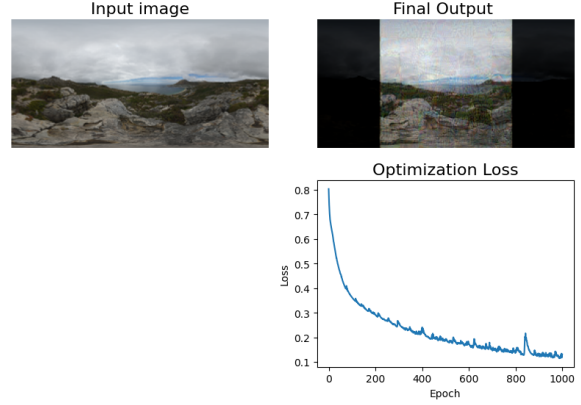 Input image
Final Output
Optimization Loss
0.8
0.7
0.6
0.5
0.4
0.3
0.2
0.1
Loss
0 200 400 600 800 1000
Epoch